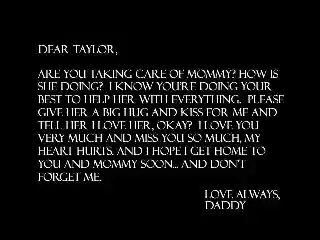 DEAR TAYLOR,
ARE YOU TAKING CARE OF MOMMY? HOW IS
SHE DOING? I KNOW YOU'RE DOING YOUR
BEST TO HELP HER WITH EVERYTHING. PLEASE
GIVE HER A BIG HUG AND KISS FOR ME AND
TELL HER I LOVE HER, OKAY? I LOVE YOU
VERY MUCH AND MISS YOU SO MUCH, MY
HEART HURTS. AND I HOPE I GET HOME TO
YOU AND MOMMY SOON... AND DON'T
FORGET ME.
LOVE ALWAYS,
DADDY